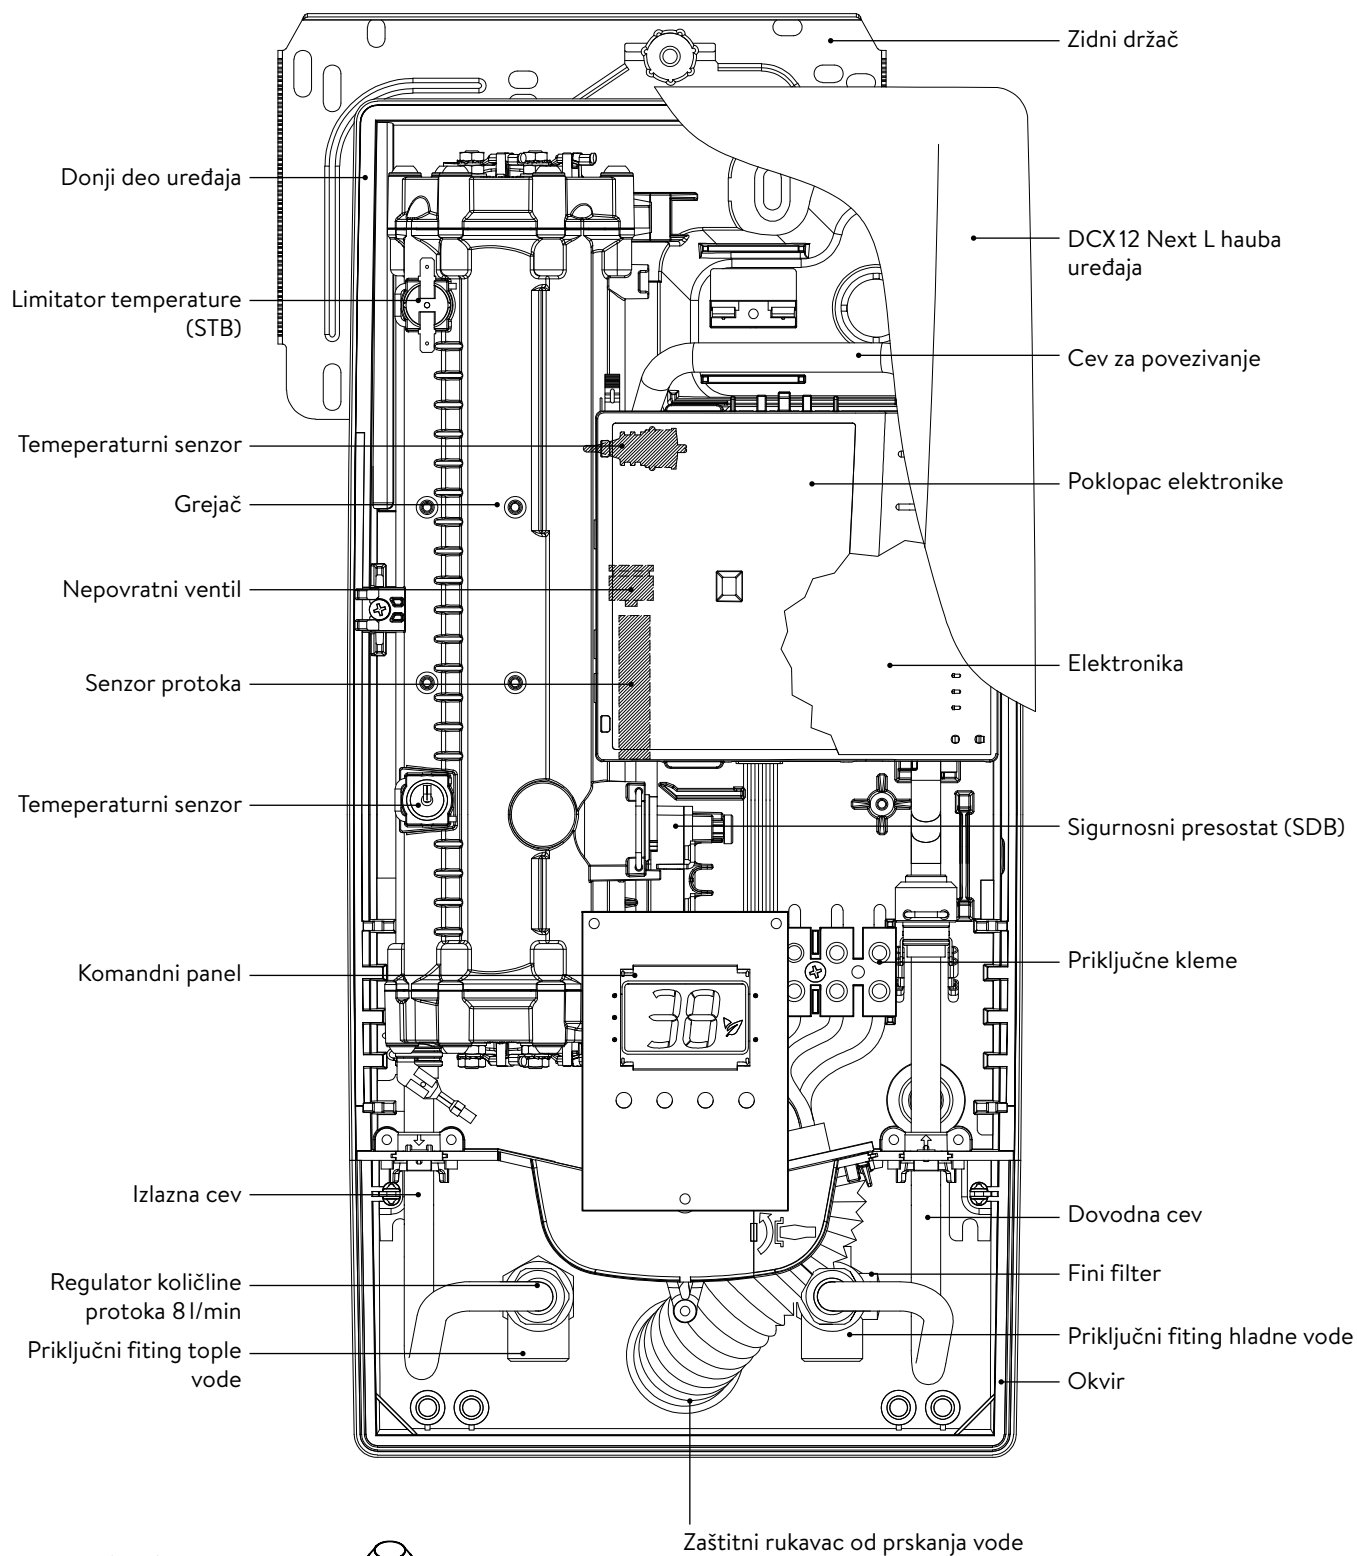 Zidni držač
Donji deo uređaja
DCX12 Next L hauba
uređaja
Limitator temperature
(STB)
Cev za povezivanje
Temeperaturni senzor
Poklopac elektronike
Grejač
Nepovratni ventil
Elektronika
Senzor protoka
Temeperaturni senzor
Sigurnosni presostat (SDB)
Priključne kleme
Komandni panel
38
Izlazna cev
Dovodna cev
Fini filter
Regulator količline
protoka 8 l/min
Priključni fiting hladne vode
Priključni fiting tople
vode
Okvir
Zaštitni rukavac od prskanja vode